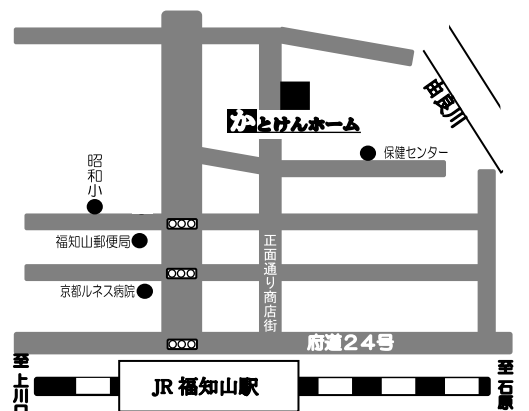 由良川
かとけんホーム
保健センター
昭和小
福知山郵便局
正面通り商店街
京都ルネス病院
府道24号
至上川口
JR 福知山駅
至石原